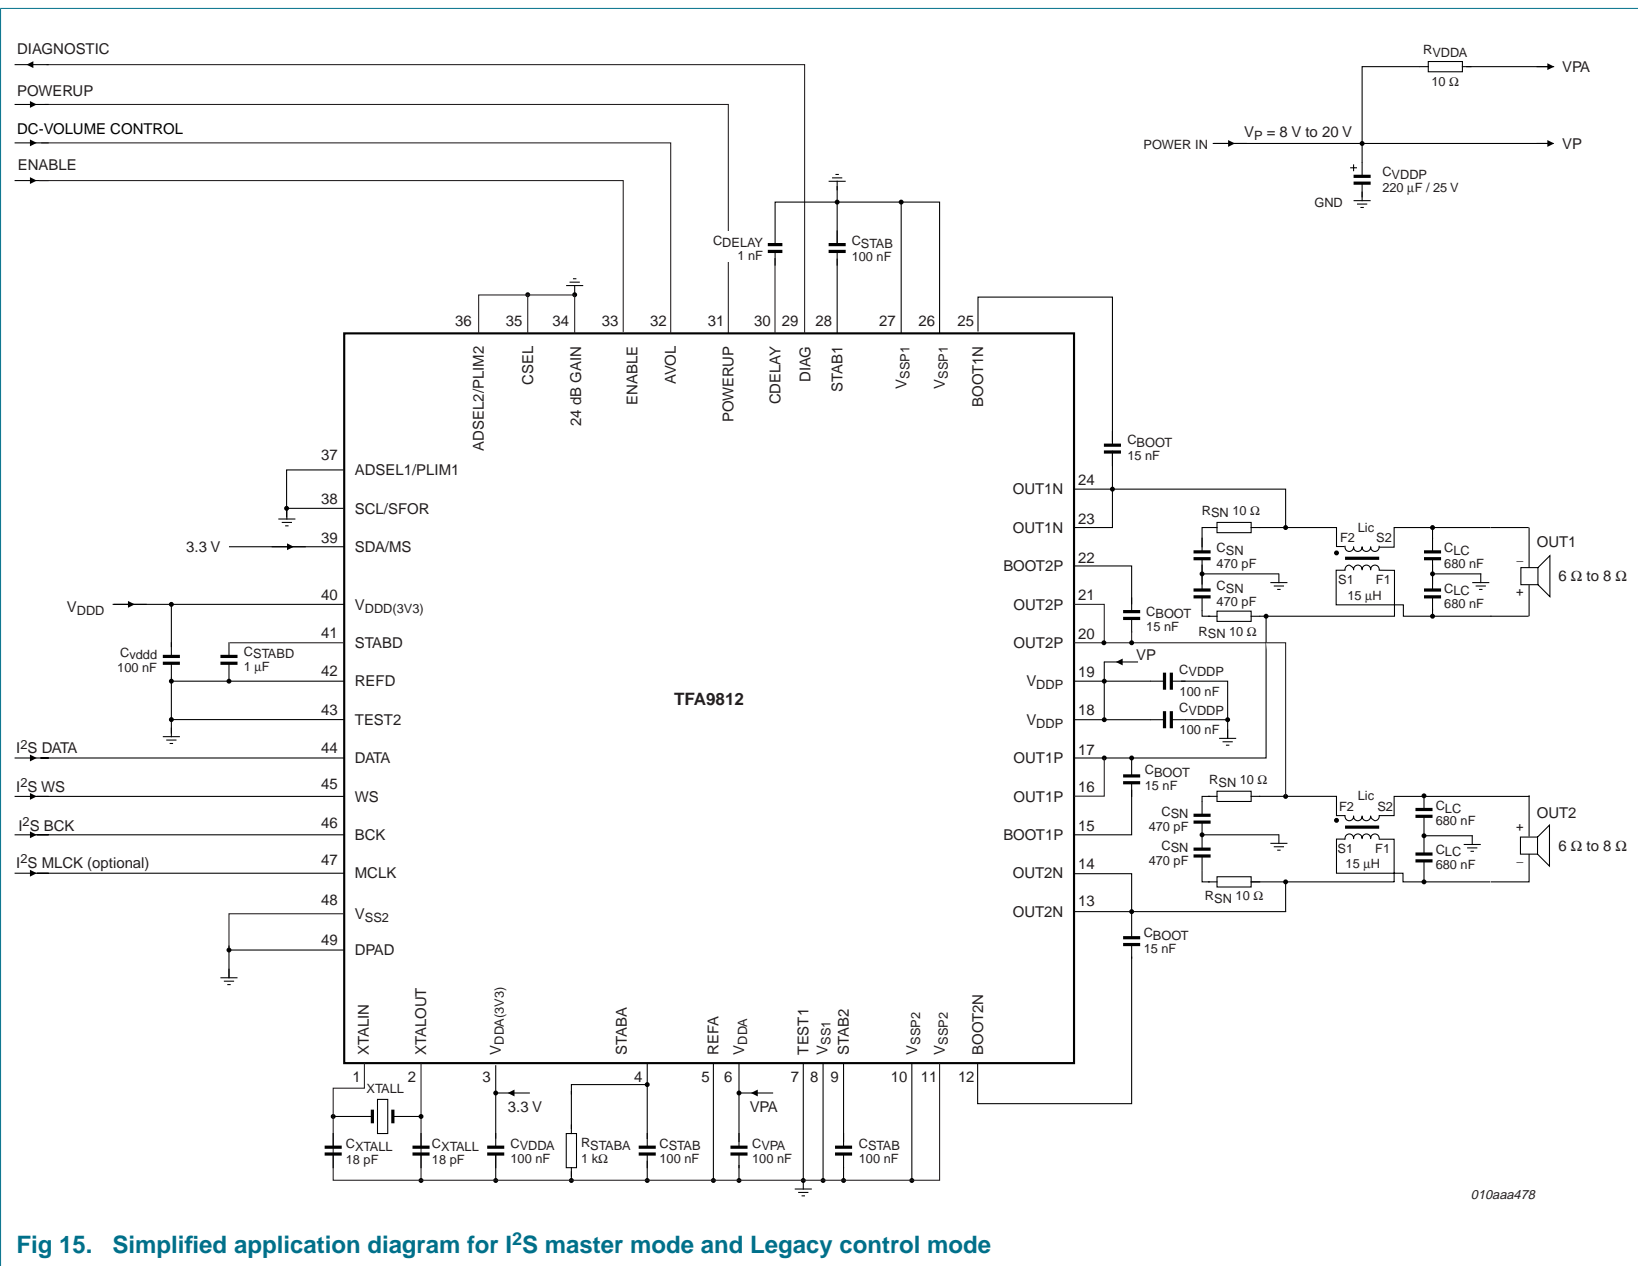 DIAGNOSTIC
POWERUP
DC-VOLUME CONTROL
ENABLE
RVDDA
10 Ω
VPA
POWER IN
VP = 8 V to 20 V
VP
+
CVDDP
220 μF / 25 V
GND
CDELAY
1 nF
CSTAB
100 nF
36
35
34
33
32
31
30
29
28
27
26
25
ADSEL2/PLIM2
CSEL
24 dB GAIN
ENABLE
AVOL
POWERUP
CDELAY
DIAG
STAB1
VSSP1
VSSP1
BOOT1N
37
ADSEL1/PLIM1
38
SCL/SFOR
3.3 V
39
SDA/MS
VDDD
40
VDDD(3V3)
41
STABD
Cvddd
100 nF
CSTABD
1 μF
42
REFD
43
TEST2
I2S DATA
44
DATA
I2S WS
45
WS
I2S BCK
46
BCK
I2S MLCK (optional)
47
MCLK
48
VSS2
49
DPAD
TFA9812
CBOOT
15 nF
OUT1N
24
OUT1N
23
BOOT2P
22
OUT2P
21
CBOOT
15 nF
OUT2P
20
VP
VDDP
19
CVDDP
100 nF
VDDP
18
CVDDP
100 nF
OUT1P
17
CBOOT
15 nF
OUT1P
16
BOOT1P
15
OUT2N
14
OUT2N
13
CBOOT
15 nF
RSN 10 Ω
CSN
470 pF
CSN
470 pF
RSN 10 Ω
Lic
F2
S2
S1
F1
15 μH
CLC
680 nF
CLC
680 nF
OUT1
−
+
6 Ω to 8 Ω
RSN 10 Ω
CSN
470 pF
CSN
470 pF
RSN 10 Ω
Lic
F2
S2
S1
F1
15 μH
CLC
680 nF
CLC
680 nF
OUT2
+
−
6 Ω to 8 Ω
XTALIN
XTALOUT
VDDA(3V3)
STABA
REFA
VDDA
TEST1
VSS1
STAB2
VSSP2
VSSP2
BOOT2N
1
2
3
4
5
6
7
8
9
10
11
12
XTALL
3.3 V
VPA
CXTALL
18 pF
CXTALL
18 pF
CVDDA
100 nF
RSTABA
1 kΩ
CSTAB
100 nF
CVPA
100 nF
CSTAB
100 nF
010aaa478
Fig 15. Simplified application diagram for I2S master mode and Legacy control mode